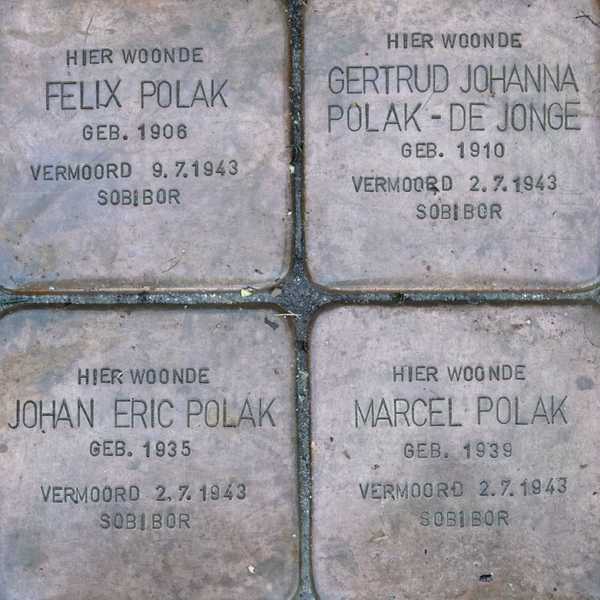 HIER WOONDE
FELIX POLAK
GEB. 1906
VERMOORD 9.7.1943
SOBIBOR
HIER WOONDE
GERTRUD JOHANNA
POLAK - DE JONGE
GEB. 1910
VERMOORD 2.7.1943
SOBIBOR
HIER WOONDE
JOHAN ERIC POLAK
GEB. 1935
VERMOORD 2.7.1943
SOBIBOR
HIER WOONDE
MARCEL POLAK
GEB. 1939
VERMOORD 2.7.1943
SOBIBOR